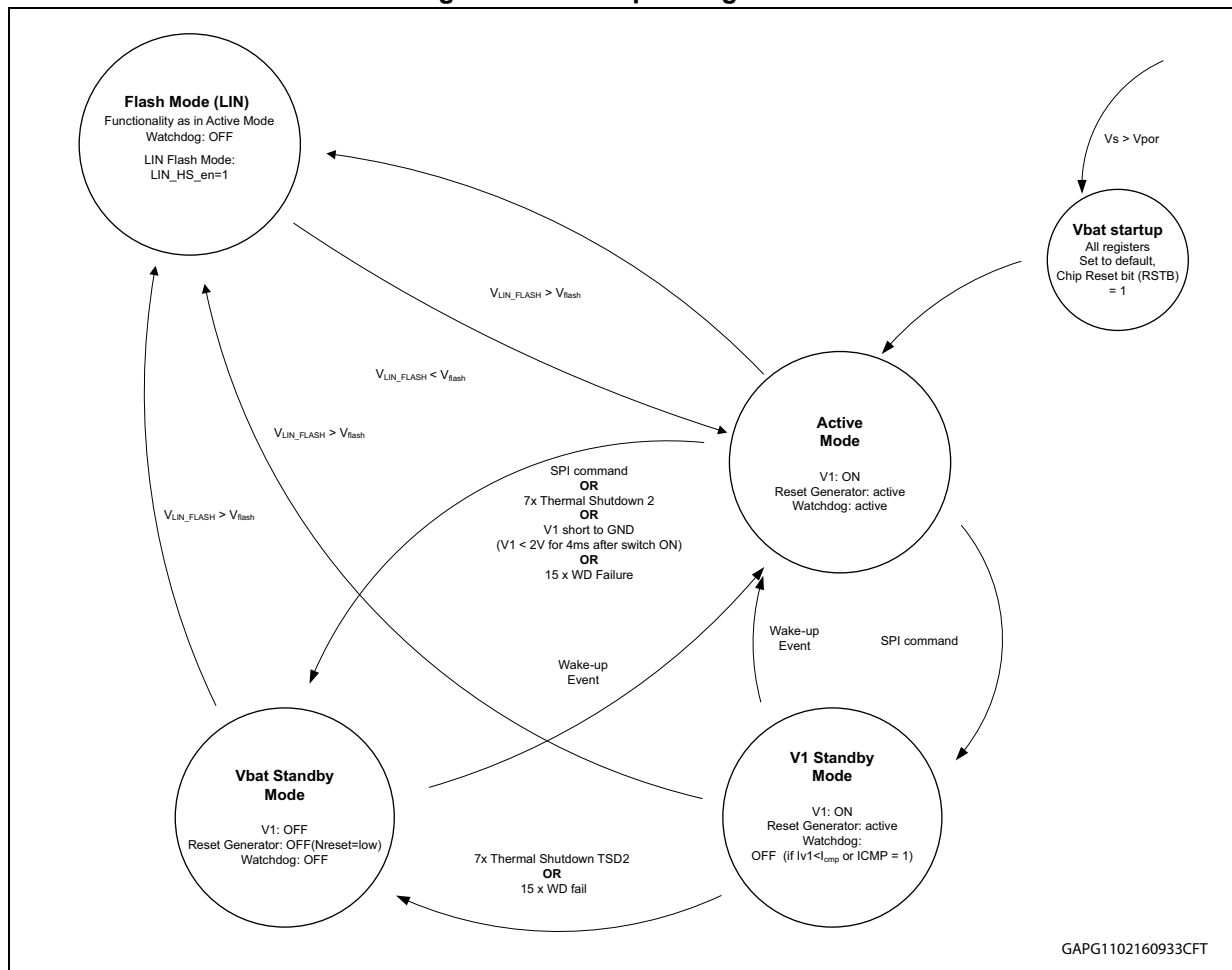 Flash Mode (LIN)
Functionality as in Active Mode
Watchdog: OFF
LIN Flash Mode:
LIN_HS_en=1
Vs > Vpor
Vbat startup
All registers
Set to default,
Chip Reset bit (RSTB)
= 1
VLIN_FLASH > Vflash
VLIN_FLASH < Vflash
VLIN_FLASH > Vflash
VLIN_FLASH > Vflash
Active
Mode
V1: ON
Reset Generator: active
Watchdog: active
SPI command
OR
7x Thermal Shutdown 2
OR
V1 short to GND
(V1 < 2V for 4ms after switch ON)
OR
15 x WD Failure
Wake-up
Event
Wake-up
Event
SPI command
Vbat Standby
Mode
V1: OFF
Reset Generator: OFF(Nreset=low)
Watchdog: OFF
V1 Standby
Mode
V1: ON
Reset Generator: active
Watchdog:
OFF (if Iv1<Icmp or ICMP = 1)
7x Thermal Shutdown TSD2
OR
15 x WD fail
GAPG1102160933CFT